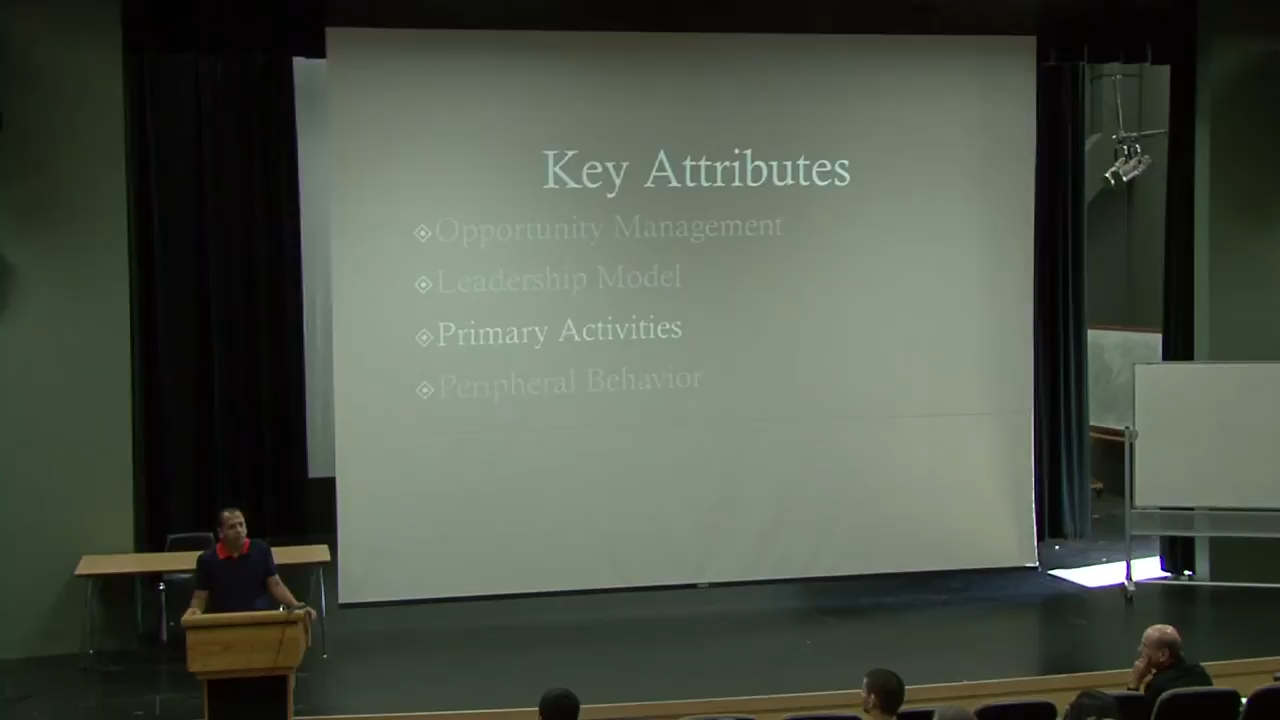 Key Attributes
Opportunity Management
Leadership Model
Primary Activities
Peripheral Behavior